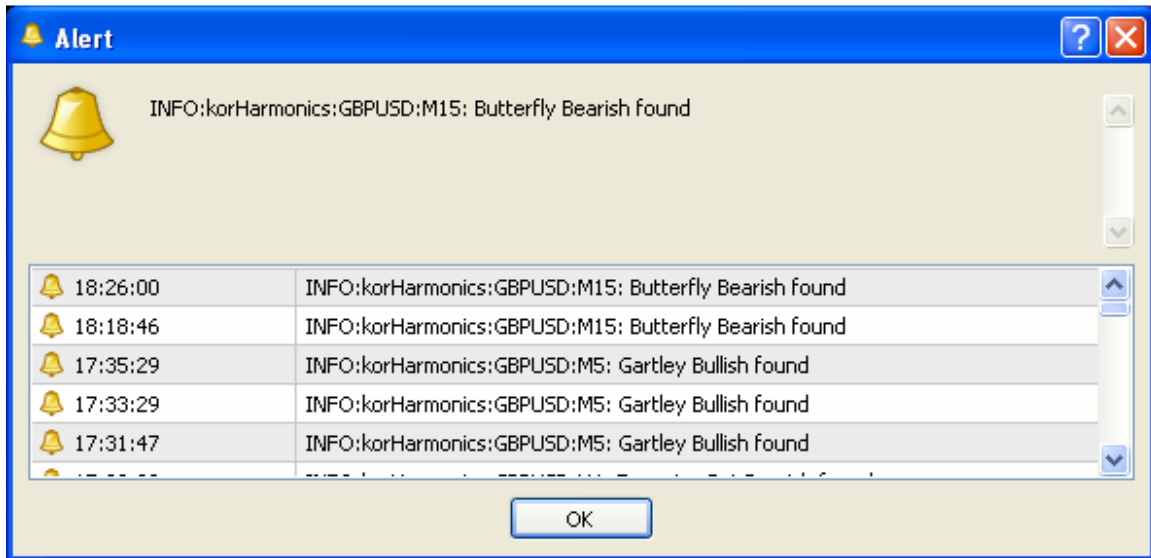 Alert
INFO:korHarmonics:GBPUSD:M15: Butterfly Bearish found
18:26:00 INFO:korHarmonics:GBPUSD:M15: Butterfly Bearish found
18:18:46 INFO:korHarmonics:GBPUSD:M15: Butterfly Bearish found
17:35:29 INFO:korHarmonics:GBPUSD:M5: Gartley Bullish found
17:33:29 INFO:korHarmonics:GBPUSD:M5: Gartley Bullish found
17:31:47 INFO:korHarmonics:GBPUSD:M5: Gartley Bullish found
OK